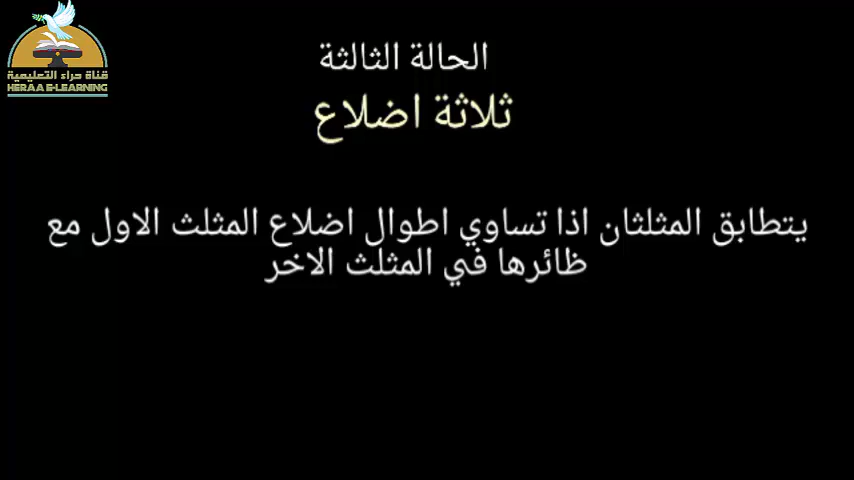 قناة حراء التعليمية
HERAA E-LEARNING
الحالة الثالثة
ثلاثة اضلاع
يتطابق المثلثان اذا تساوي اطوال اضلاع المثلث الاول مع
ظائرها في المثلث الاخر